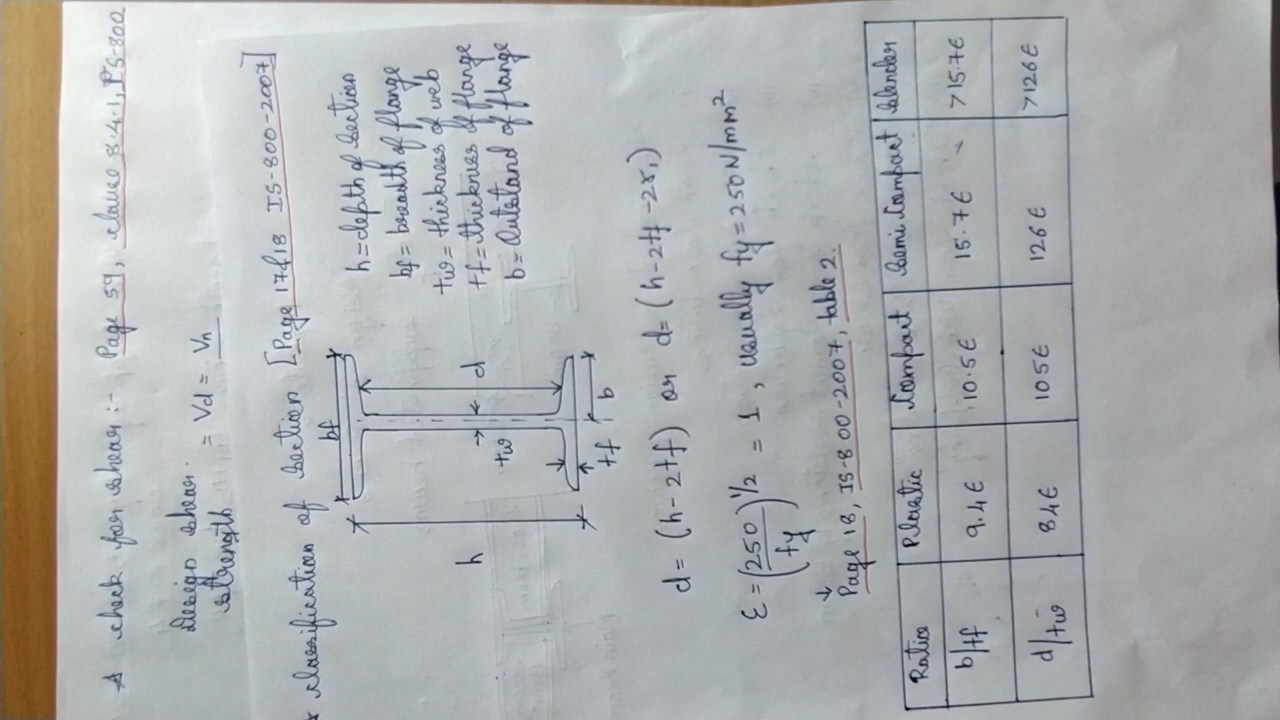 check for shear :- Page 59, clause 8.4.1, IS-800
Design shear
strength = Vd = Vn
* classification of section [Page 17&18 IS-800-2007]
bf
h
tw
d
tf
b
h = depth of section
bf = breadth of flange
tw = thickness of web
tf = thickness of flange
b = Outstand of flange
d = (h - 2tf) or d = (h - 2tf - 2r1)
ε = (250/fy)^1/2 = 1, usually fy = 250 N/mm²
↓
Page 18, IS-800-2007, table 2.
Ratio Plastic Compact Semi Compact Slender
b/tf 9.4ε 10.5ε 15.7ε >15.7ε
d/tw 84ε 105ε 126ε >126ε